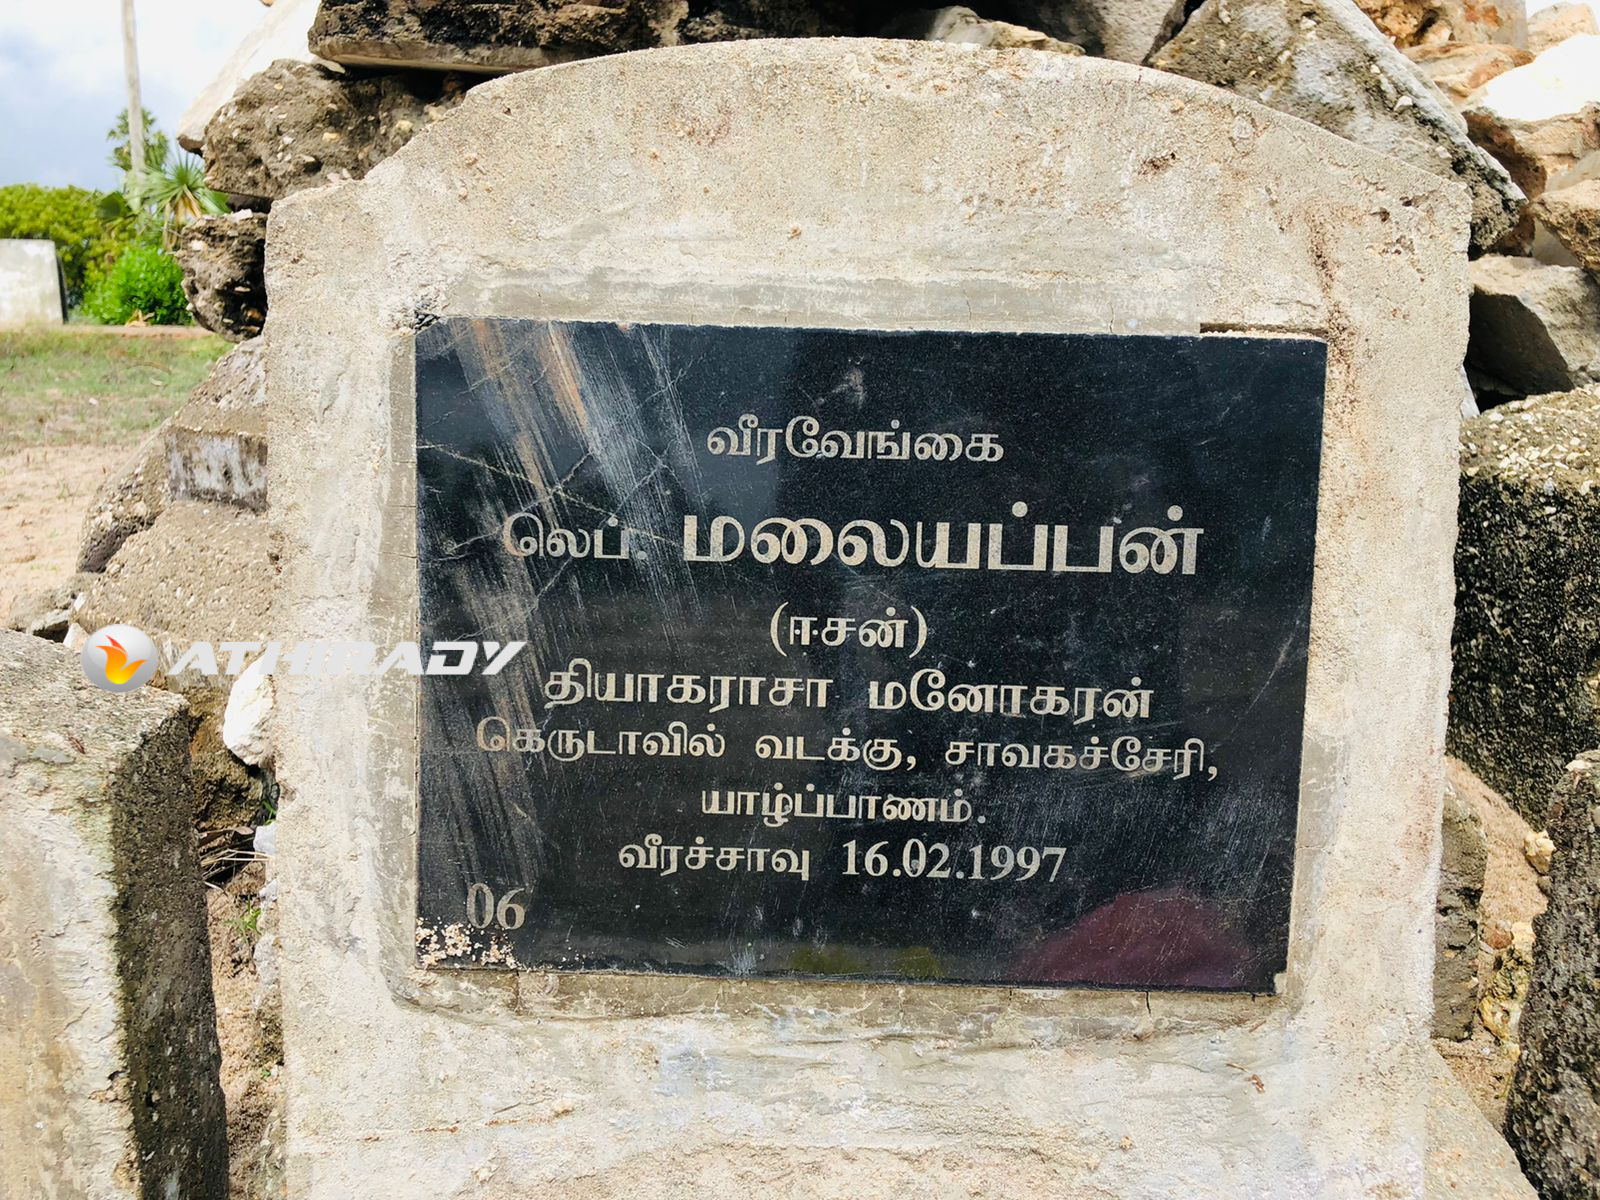 வீரவேங்கை
லெப். மலையப்பன்
(ஈசன்)
தியாகராசா மனோகரன்
கெருடாவில் வடக்கு, சாவகச்சேரி,
யாழ்ப்பாணம்.
வீரச்சாவு 16.02.1997
06
ATHIRADY